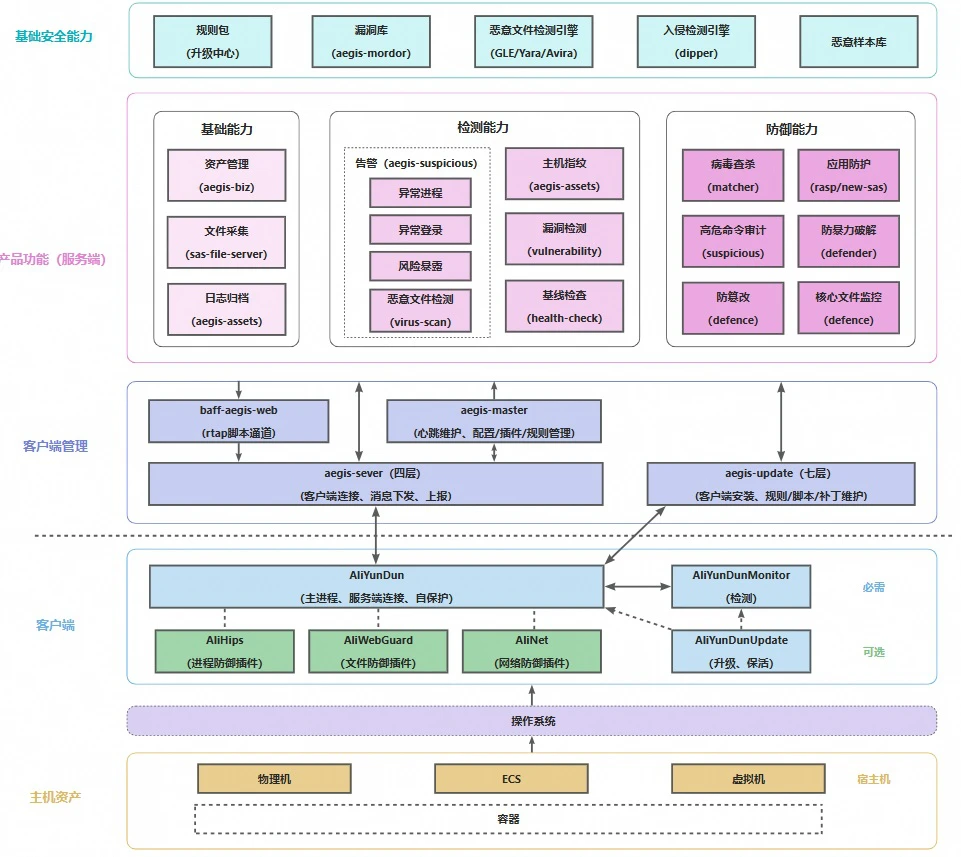 基础安全能力
规则包
(升级中心)
漏洞库
(aegis-mordor)
恶意文件检测引擎
(GLE/Yara/Avira)
入侵检测引擎
(dipper)
恶意样本库
产品功能（服务端）
基础能力
资产管理
(aegis-biz)
文件采集
(sas-file-server)
日志归档
(aegis-assets)
检测能力
告警（aegis-suspicious)
异常进程
异常登录
风险暴露
恶意文件检测
(virus-scan)
主机指纹
(aegis-assets)
漏洞检测
(vulnerability)
基线检查
(health-check)
防御能力
病毒查杀
(matcher)
应用防护
(rasp/new-sas)
高危命令审计
(suspicious)
防暴力破解
(defender)
防篡改
(defence)
核心文件监控
(defence)
客户端管理
baff-aegis-web
(rtap脚本通道)
aegis-master
(心跳维护、配置/插件/规则管理)
aegis-sever（四层）
(客户端连接、消息下发、上报)
aegis-update（七层）
(客户端安装、规则/脚本/补丁维护)
客户端
AliYunDun
(主进程、服务端连接、自保护)
AliYunDunMonitor
(检测)
必需
AliHips
(进程防御插件)
AliWebGuard
(文件防御插件)
AliNet
(网络防御插件)
AliYunDunUpdate
(升级、保活)
可选
操作系统
主机资产
物理机
ECS
虚拟机
宿主机
容器